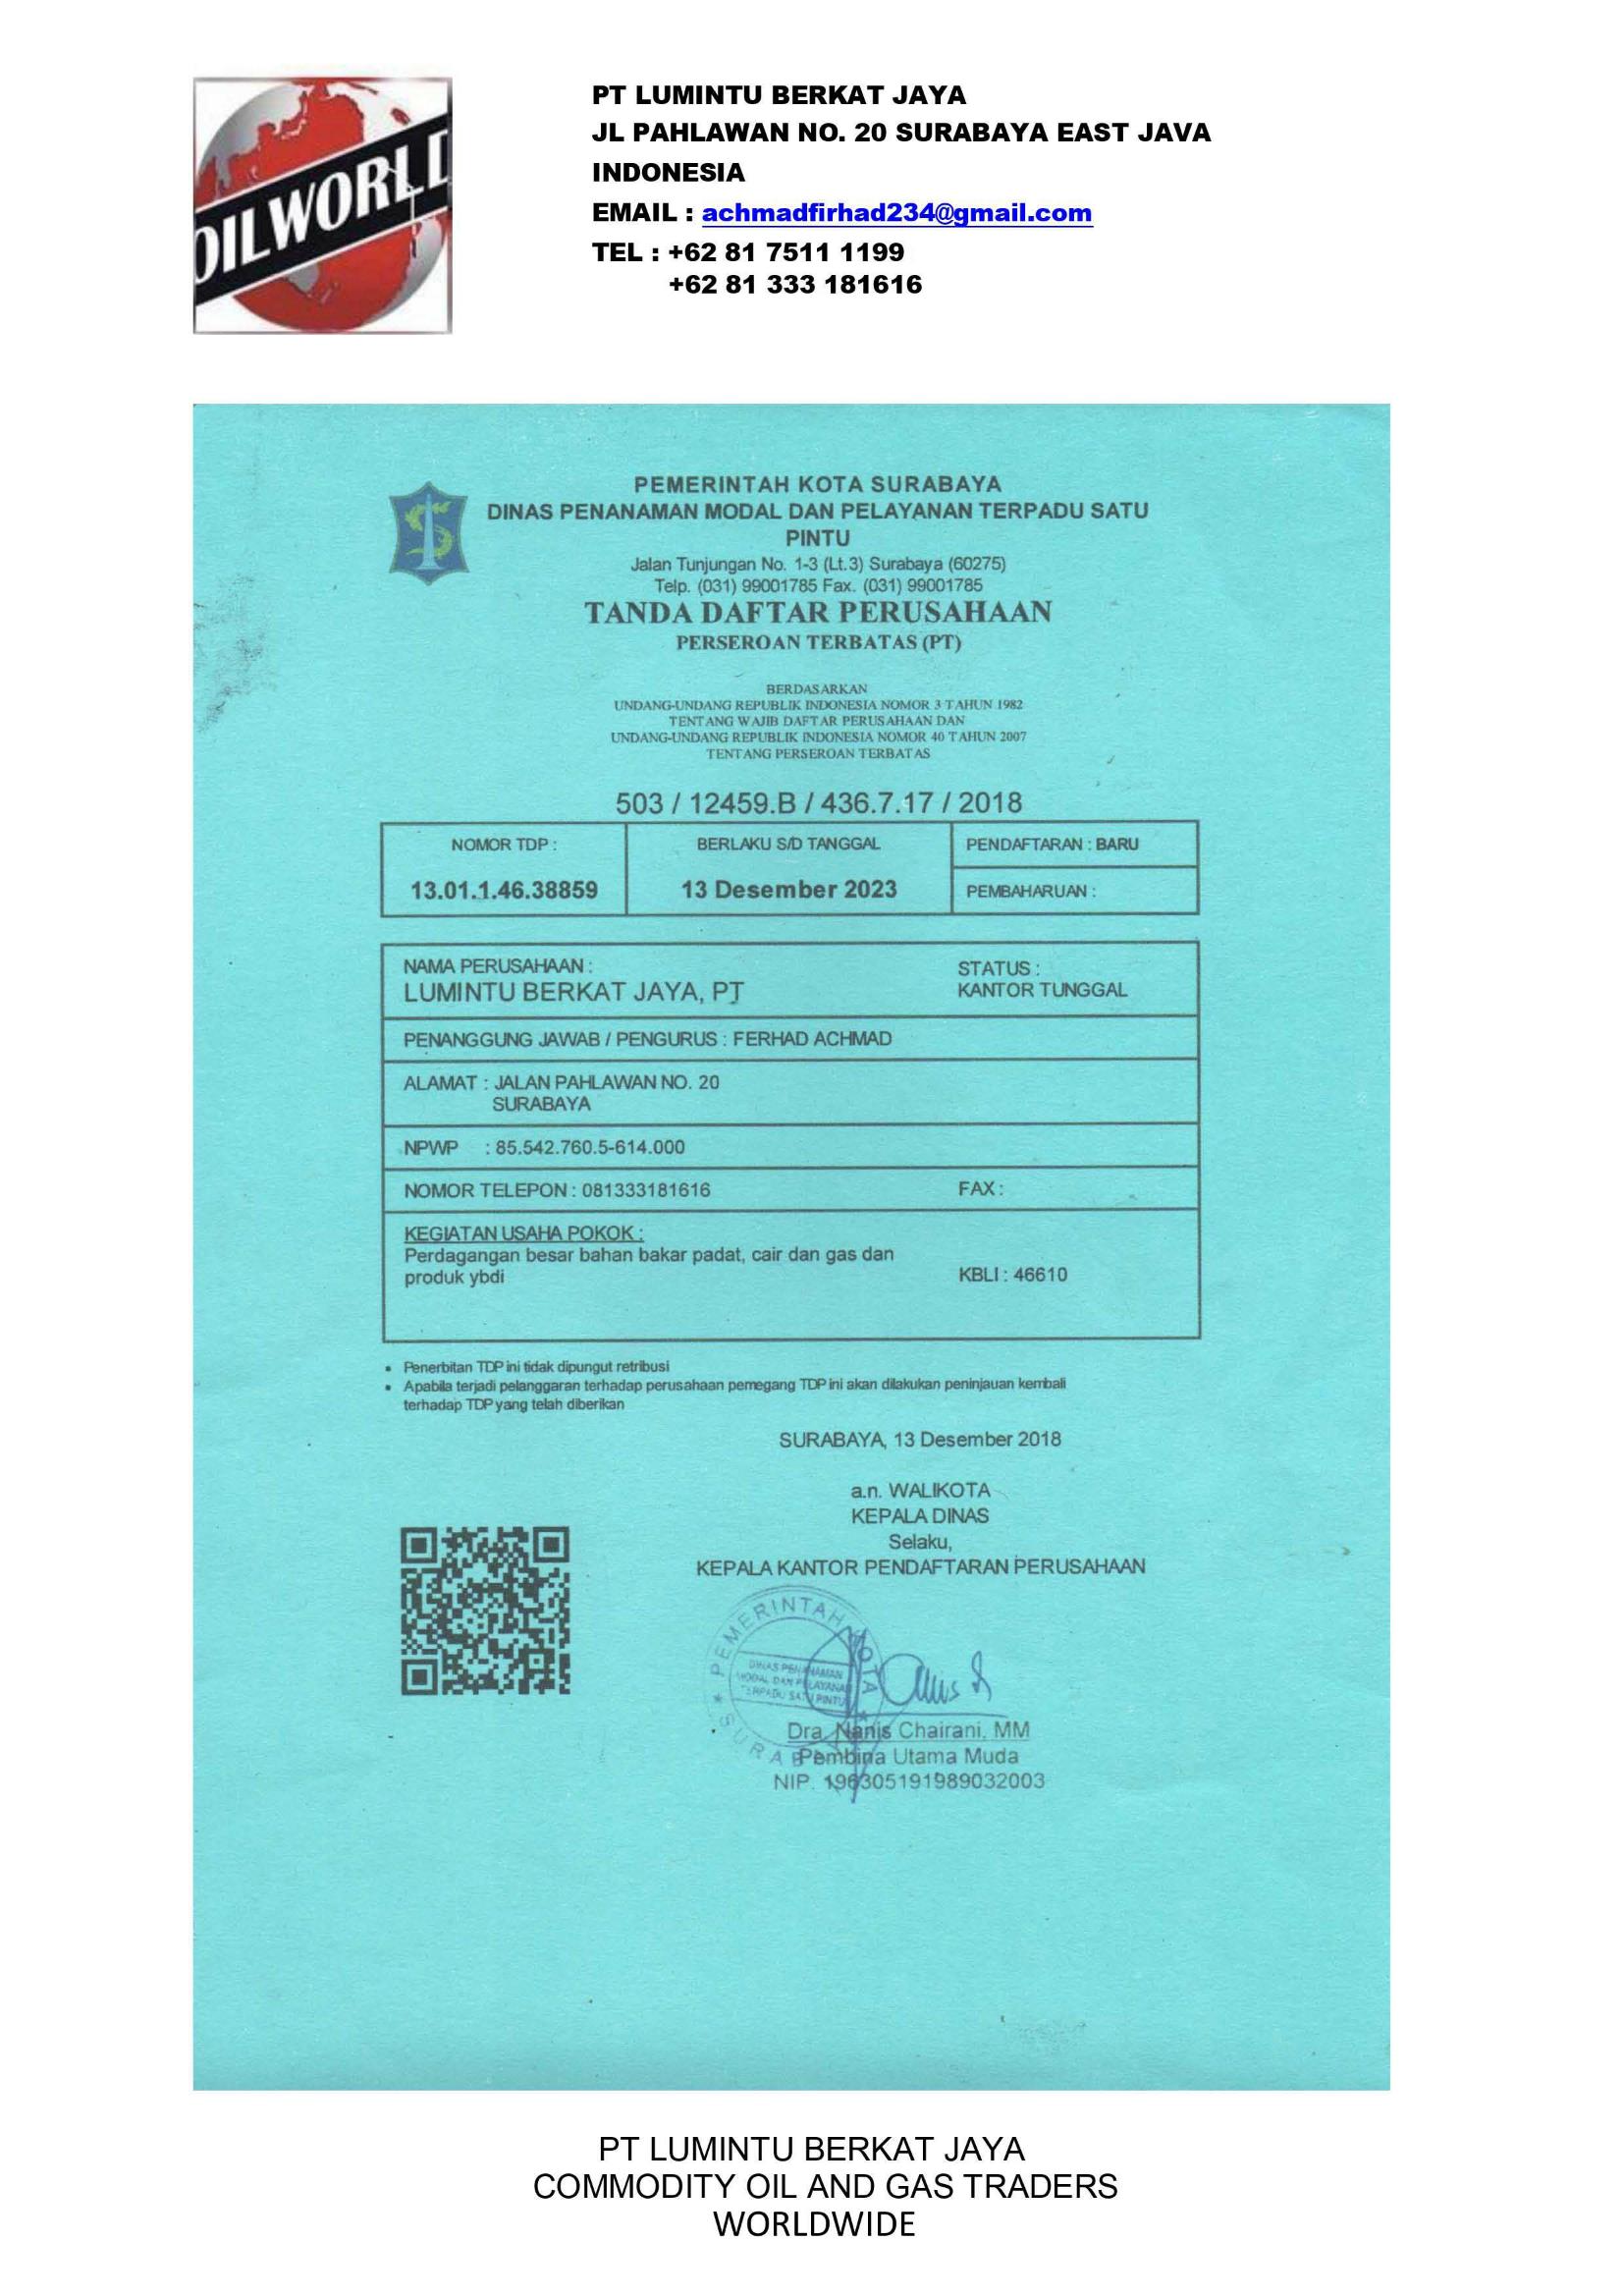 OILWORLD
PT LUMINTU BERKAT JAYA
JL PAHLAWAN NO. 20 SURABAYA EAST JAVA
INDONESIA
EMAIL : achmadfirhad234@gmail.com
TEL : +62 81 7511 1199
+62 81 333 181616
PEMERINTAH KOTA SURABAYA
DINAS PENANAMAN MODAL DAN PELAYANAN TERPADU SATU
PINTU
Jalan Tunjungan No. 1-3 (Lt.3) Surabaya (60275)
Telp. (031) 99001785 Fax. (031) 99001785
TANDA DAFTAR PERUSAHAAN
PERSEROAN TERBATAS (PT)
BERDASARKAN
UNDANG-UNDANG REPUBLIK INDONESIA NOMOR 3 TAHUN 1982
TENTANG WAJIB DAFTAR PERUSAHAAN DAN
UNDANG-UNDANG REPUBLIK INDONESIA NOMOR 40 TAHUN 2007
TENTANG PERSEROAN TERBATAS
503 / 12459.B / 436.7.17 / 2018
NOMOR TDP :
13.01.1.46.38859
BERLAKU S/D TANGGAL
13 Desember 2023
PENDAFTARAN : BARU
PEMBAHARUAN :
NAMA PERUSAHAAN :
LUMINTU BERKAT JAYA, PT
STATUS :
KANTOR TUNGGAL
PENANGGUNG JAWAB / PENGURUS : FERHAD ACHMAD
ALAMAT : JALAN PAHLAWAN NO. 20
SURABAYA
NPWP : 85.542.760.5-614.000
NOMOR TELEPON : 081333181616 FAX :
KEGIATAN USAHA POKOK :
Perdagangan besar bahan bakar padat, cair dan gas dan
produk ybdi
KBLI : 46610
• Penerbitan TDP ini tidak dipungut retribusi
• Apabila terjadi pelanggaran terhadap perusahaan pemegang TDP ini akan dilakukan peninjauan kembali
terhadap TDP yang telah diberikan
SURABAYA, 13 Desember 2018
a.n. WALIKOTA
KEPALA DINAS
Selaku,
KEPALA KANTOR PENDAFTARAN PERUSAHAAN
PEMERINTAH KOTA
DINAS PENANAMAN
MODAL DAN PELAYANAN
TERPADU SATU PINTU
SURABAYA
Dra. Nanis Chairani, MM
Pembina Utama Muda
NIP. 196305191989032003
PT LUMINTU BERKAT JAYA
COMMODITY OIL AND GAS TRADERS
WORLDWIDE